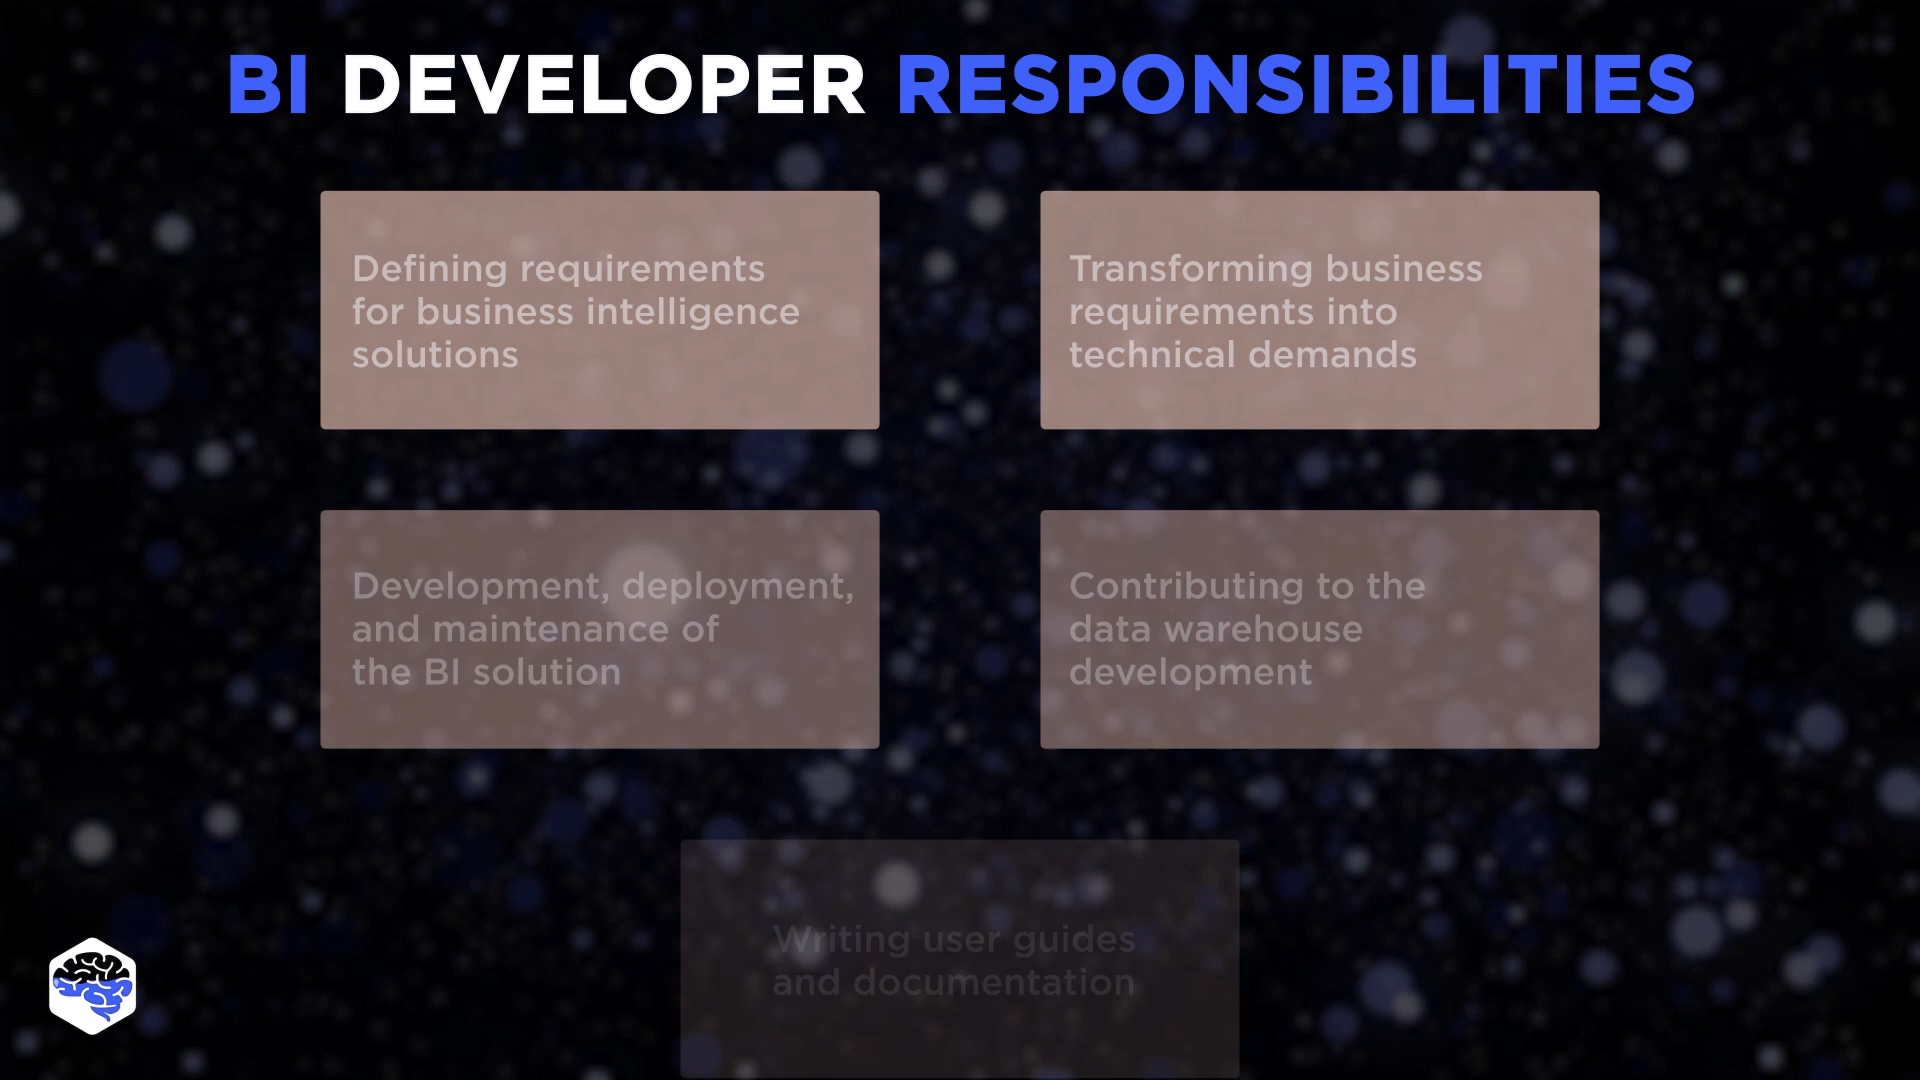 BI DEVELOPER RESPONSIBILITIES
Defining requirements
for business intelligence
solutions
Transforming business
requirements into
technical demands
Development, deployment,
and maintenance of
the BI solution
Contributing to the
data warehouse
development
Writing user guides
and documentation